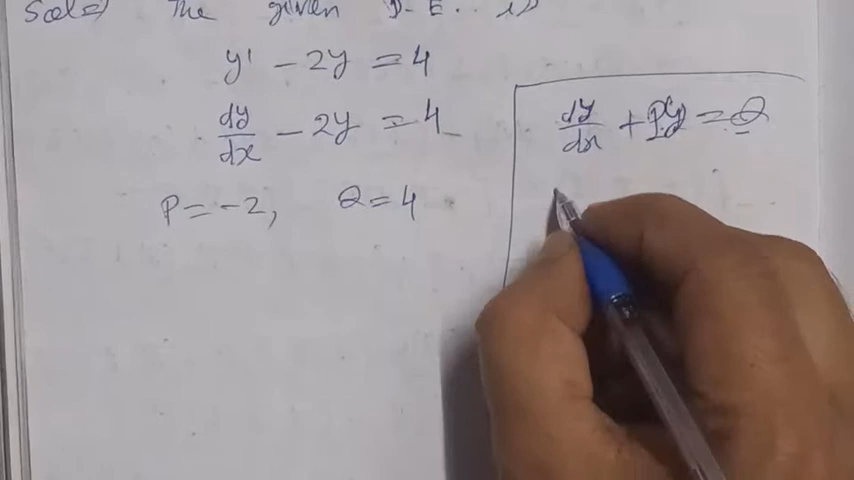 Sol⇒ The given D.E. is
y' - 2y = 4
dy/dx - 2y = 4
P = -2, Q = 4
dy/dx + Py = Q